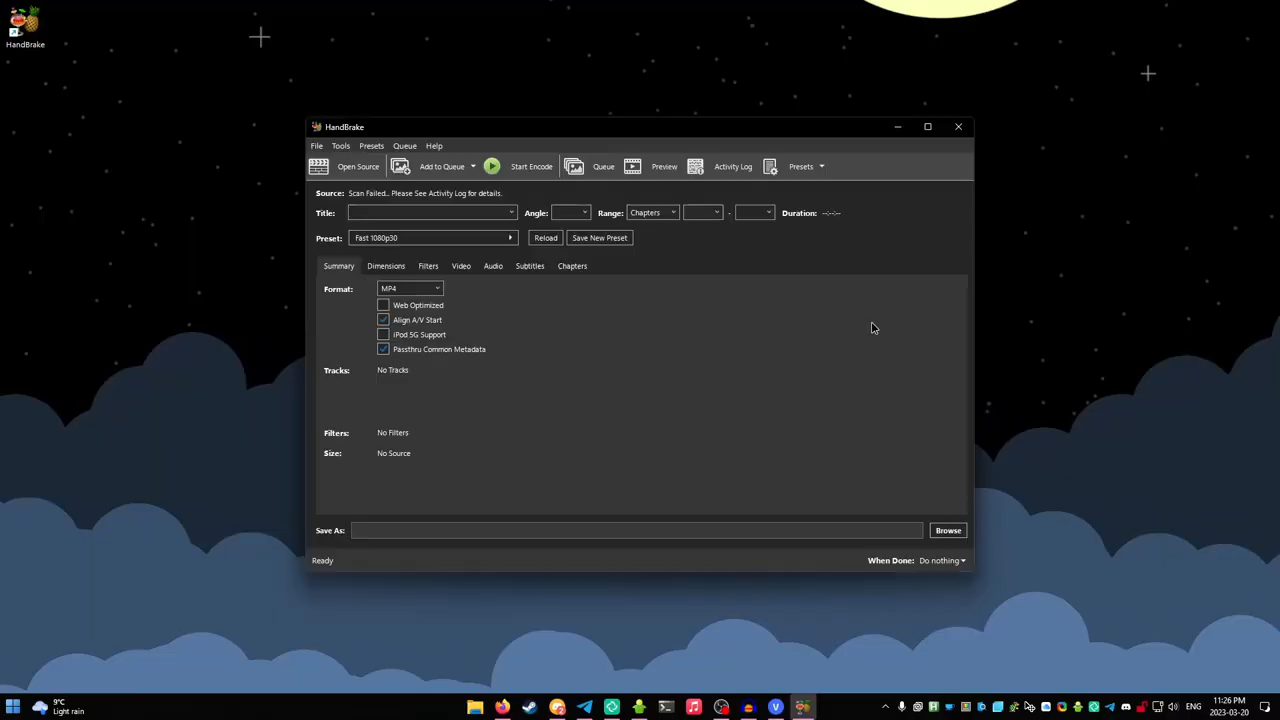 HandBrake
HandBrake
File Tools Presets Queue Help
Open Source Add to Queue Start Encode Queue Preview Activity Log Presets
Source: Scan Failed... Please See Activity Log for details.
Title: Angle: Range: Chapters - Duration: --:--:--
Preset: Fast 1080p30 Reload Save New Preset
Summary Dimensions Filters Video Audio Subtitles Chapters
Format: MP4
Web Optimized
Align A/V Start
iPod 5G Support
Passthru Common Metadata
Tracks: No Tracks
Filters: No Filters
Size: No Source
Save As: Browse
Ready When Done: Do nothing
9°C
Light rain
11:26 PM
2023-03-20